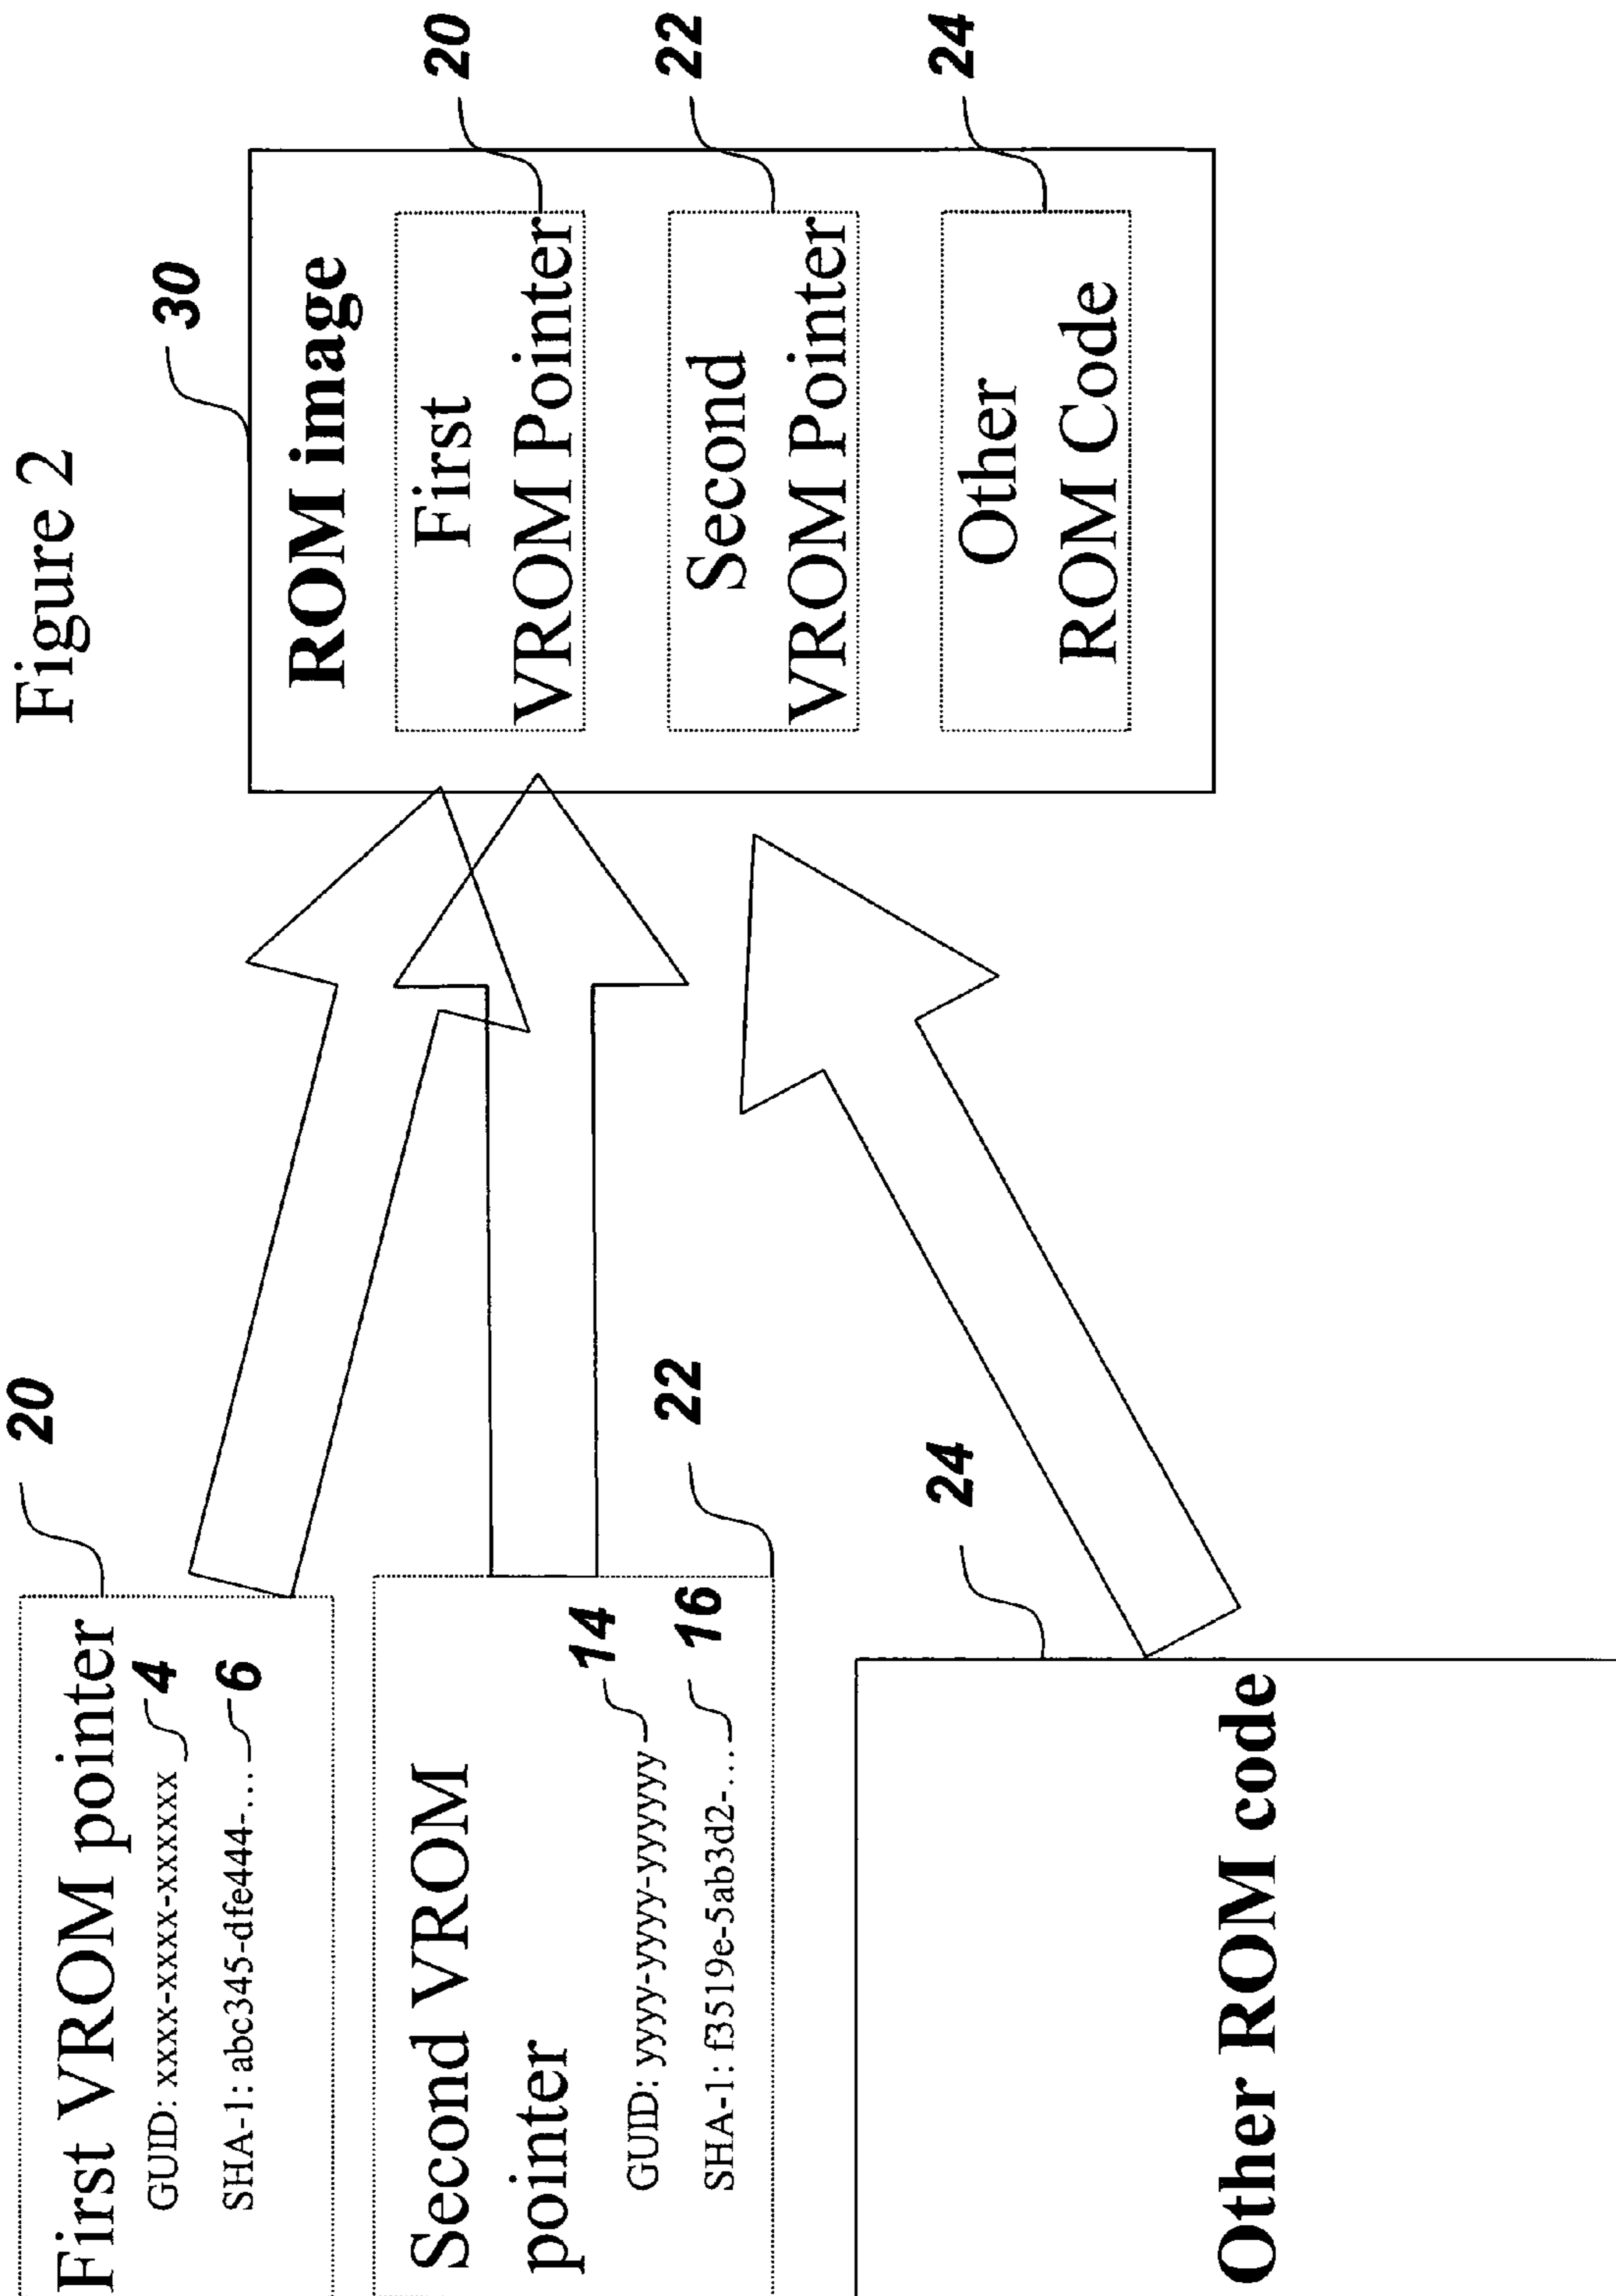 Figure 2
First VROM pointer
20
GUID: xxxx-xxxx-xxxxxx
4
SHA-1: abc345-dfe444-...
6
Second VROM
pointer
22
GUID: yyyy-yyyy-yyyyyy
14
SHA-1: f3519e-5ab3d2-...
16
Other ROM code
24
30
ROM image
First
VROM Pointer
20
Second
VROM Pointer
22
Other
ROM Code
24